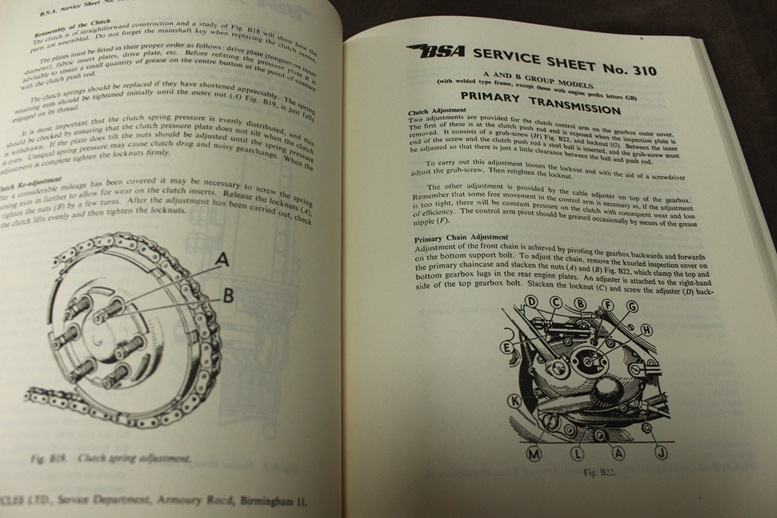 B.S.A. Service Sheet No.
Reassembly of the Clutch
The clutch is of straightforward construction and a study of Fig. B18 will show how the
parts are assembled. Do not forget the mainshaft key when replacing the clutch centre.
The plates must be fitted in their proper order as follows: drive plate (tongues on inner
diameter), fabric insert plates, drive plate, etc. Before refitting the pressure plate it is
advisable to smear a small quantity of grease on the centre button at the point of contact
with the clutch push rod.
The clutch springs should be replaced if they have shortened appreciably. The spring
retaining nuts should be tightened initially until the outer nut (A) Fig. B19, is just fully
engaged on its thread.
It is most important that the clutch spring pressure is evenly distributed, and this
should be checked by ensuring that the clutch pressure plate does not tilt when the clutch
is withdrawn. If the plate does tilt the nuts should be adjusted until the spring pressure
is even. Unequal spring pressure may cause clutch drag and noisy gearchange. When the
adjustment is complete tighten the locknuts firmly.
lutch Re-adjustment
fter a considerable mileage has been covered it may be necessary to screw the spring
ining nuts in further to allow for wear on the clutch inserts. Release the locknuts (A),
tighten the nuts (B) by a few turns. After the adjustment has been carried out, check
the clutch lifts evenly and then tighten the locknuts.
A
B
Fig. B19. Clutch spring adjustment.
CLES LTD., Service Department, Armoury Road, Birmingham 11.
BSA SERVICE SHEET No. 310
A AND B GROUP MODELS
(with welded type frame, except those with engine prefix letters GB)
PRIMARY TRANSMISSION
Clutch Adjustment
Two adjustments are provided for the clutch control arm on the gearbox outer cover.
The first of these is at the clutch push rod and is exposed when the inspection plate is
removed. It consists of a grub-screw (H) Fig. B22, and locknut (G). Between the inner
end of the screw and the clutch push rod a steel ball is inserted, and the grub-screw must
be adjusted so that there is just a little clearance between the ball and push rod.
To carry out this adjustment loosen the locknut and with the aid of a screwdriver
adjust the grub-screw. Then retighten the locknut.
The other adjustment is provided by the cable adjuster on top of the gearbox.
Remember that some free movement in the control arm is necessary as, if the adjustment
is too tight, there will be constant pressure on the clutch with consequent wear and loss
of efficiency. The control arm pivot should be greased occasionally by means of the grease
nipple (F).
Primary Chain Adjustment
Adjustment of the front chain is achieved by pivoting the gearbox backwards and forwards
on the bottom support bolt. To adjust the chain, remove the knurled inspection cover on
the primary chaincase and slacken the nuts (A) and (B) Fig. B22, which clamp the top and
bottom gearbox lugs in the rear engine plates. An adjuster is attached to the right-hand
side of the top gearbox bolt. Slacken the locknut (C) and screw the adjuster (D) back-
D C B F G
E H
K
M L A J
Fig. B22.